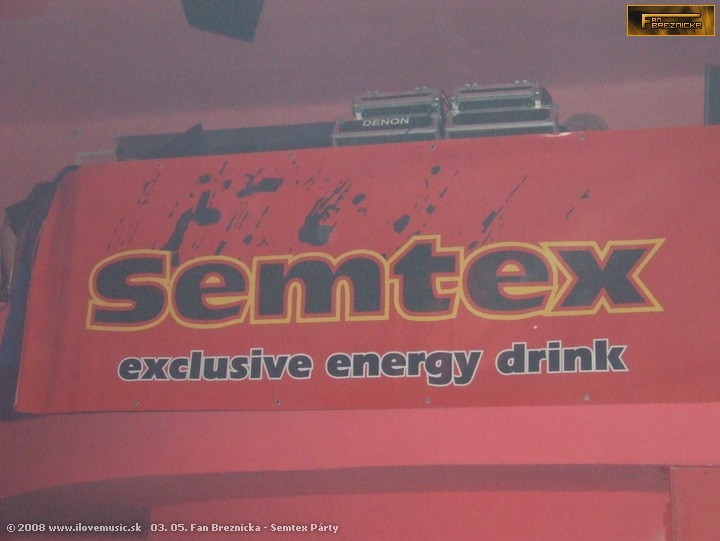 Fan
BREZNICKA
DENON
semtex
exclusive energy drink
© 2008 www.ilovemusic.sk 03. 05. Fan Breznicka - Semtex Párty